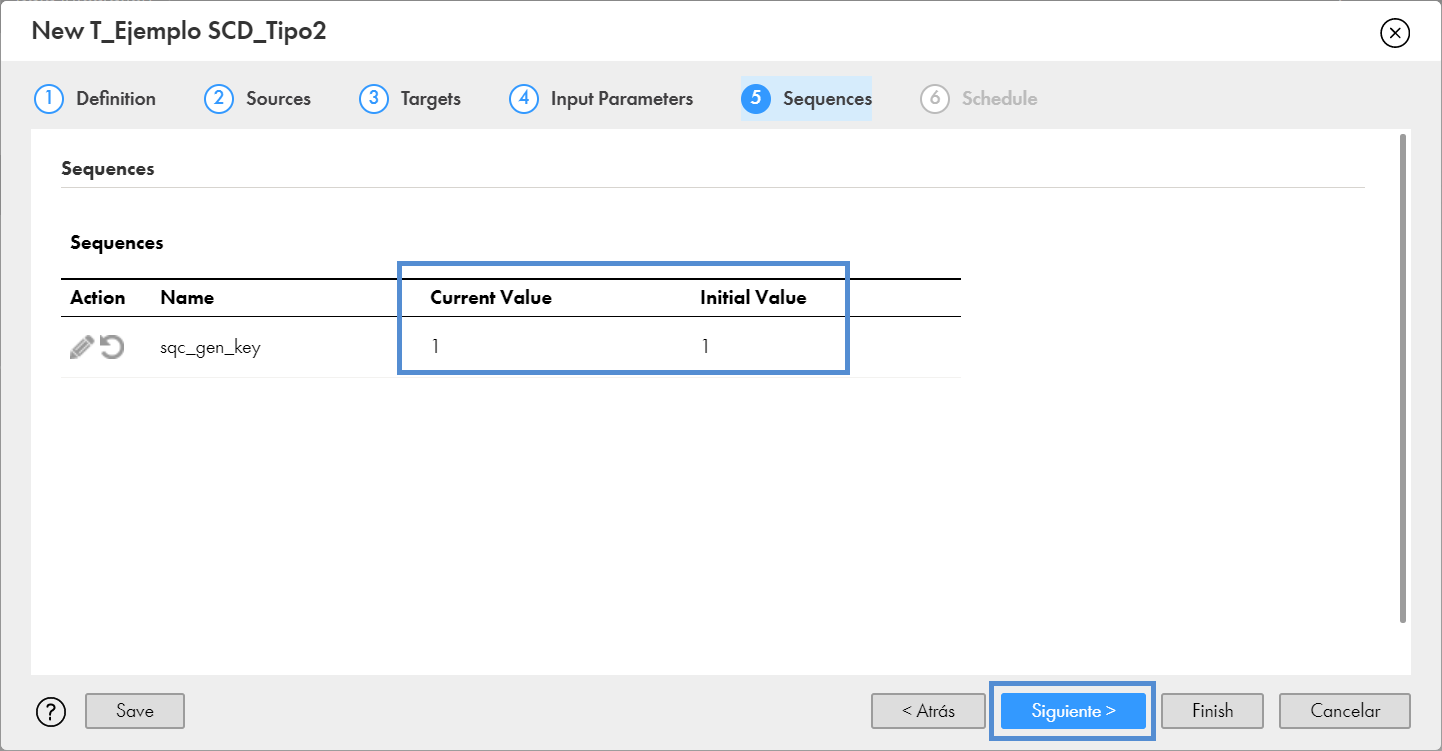 New T_Ejemplo SCD_Tipo2
1 Definition 2 Sources 3 Targets 4 Input Parameters 5 Sequences 6 Schedule
Sequences
Sequences
Action Name Current Value Initial Value
sqc_gen_key 1 1
? Save < Atrás Siguiente > Finish Cancelar